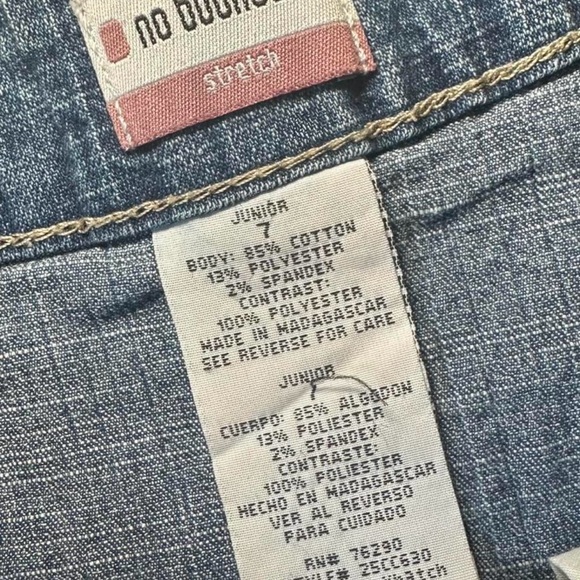 no
stretch
JUNIOR
7
BODY: 85% COTTON
13% POLYESTER
2% SPANDEX
CONTRAST:
100% POLYESTER
MADE IN MADAGASCAR
SEE REVERSE FOR CARE
JUNIOR
7
CUERPO: 85% ALGODON
13% POLIESTER
2% SPANDEX
CONTRASTE:
100% POLIESTER
HECHO EN MADAGASCAR
VER AL REVERSO
PARA CUIDADO
RN# 76290
25CC630